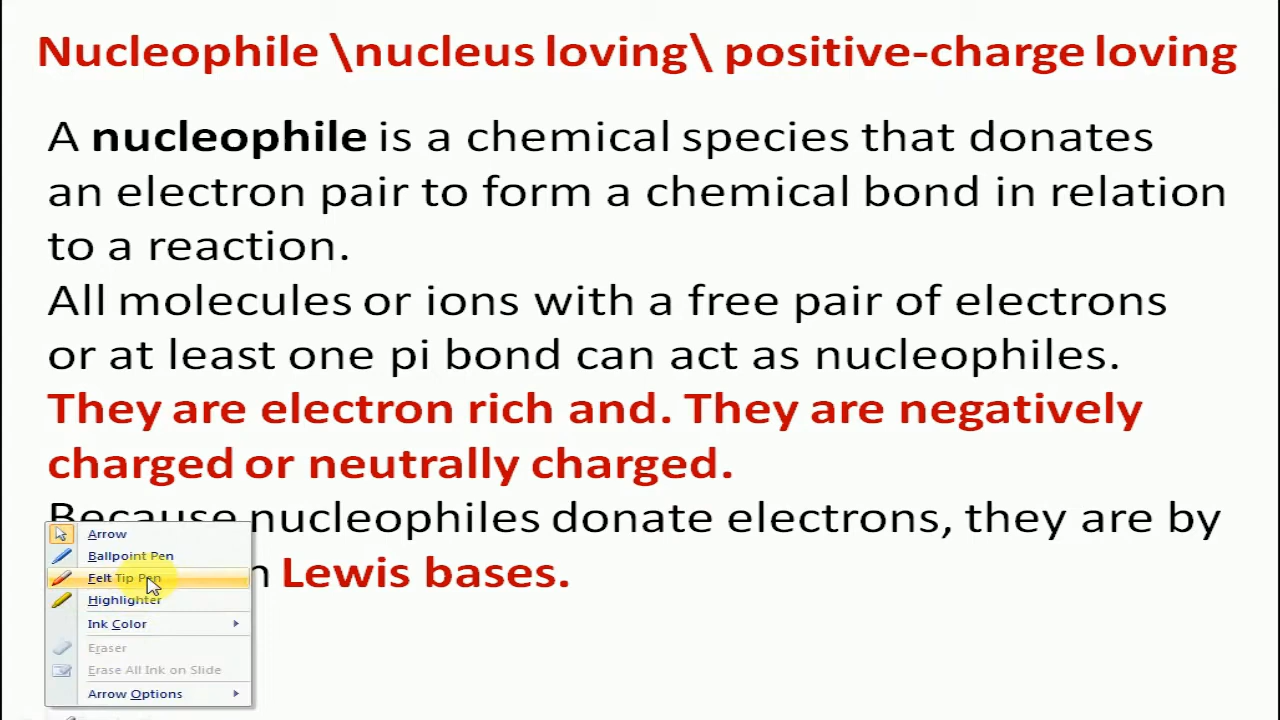 Nucleophile \nucleus loving\ positive-charge loving
A nucleophile is a chemical species that donates
an electron pair to form a chemical bond in relation
to a reaction.
All molecules or ions with a free pair of electrons
or at least one pi bond can act as nucleophiles.
They are electron rich and. They are negatively
charged or neutrally charged.
Because nucleophiles donate electrons, they are by
n Lewis bases.
Arrow
Ballpoint Pen
Felt Tip Pen
Highlighter
Ink Color
Eraser
Erase All Ink on Slide
Arrow Options